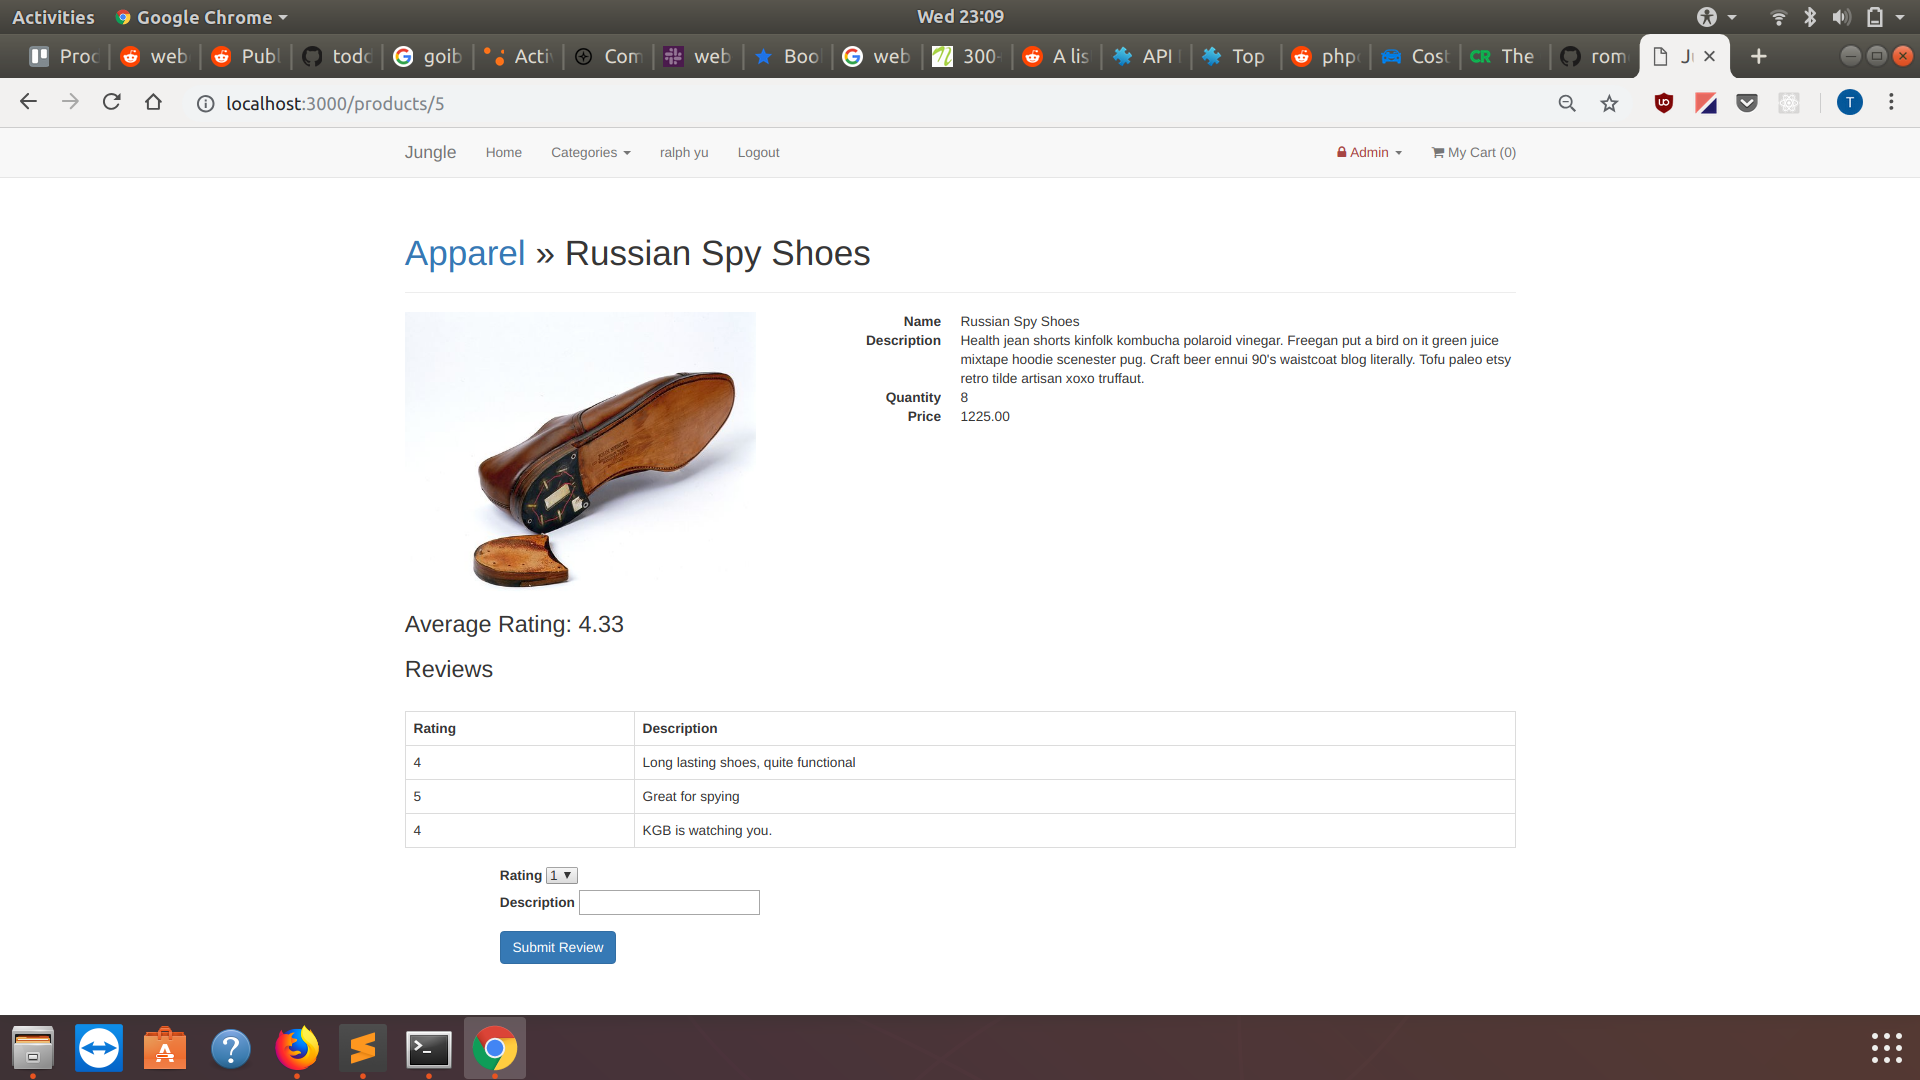 Activities Google Chrome Wed 23:09
Proc web Publ todd goib Activ Com web Boo web 300- A lis API Top php Cost CR The rom
localhost:3000/products/5 T
Jungle Home Categories ralph yu Logout Admin My Cart (0)
Apparel » Russian Spy Shoes
Name Russian Spy Shoes
Description Health jean shorts kinfolk kombucha polaroid vinegar. Freegan put a bird on it green juice
mixtape hoodie scenester pug. Craft beer ennui 90's waistcoat blog literally. Tofu paleo etsy
retro tilde artisan xoxo truffaut.
Quantity 8
Price 1225.00
Average Rating: 4.33
Reviews
Rating Description
4 Long lasting shoes, quite functional
5 Great for spying
4 KGB is watching you.
Rating 1
Description
Submit Review